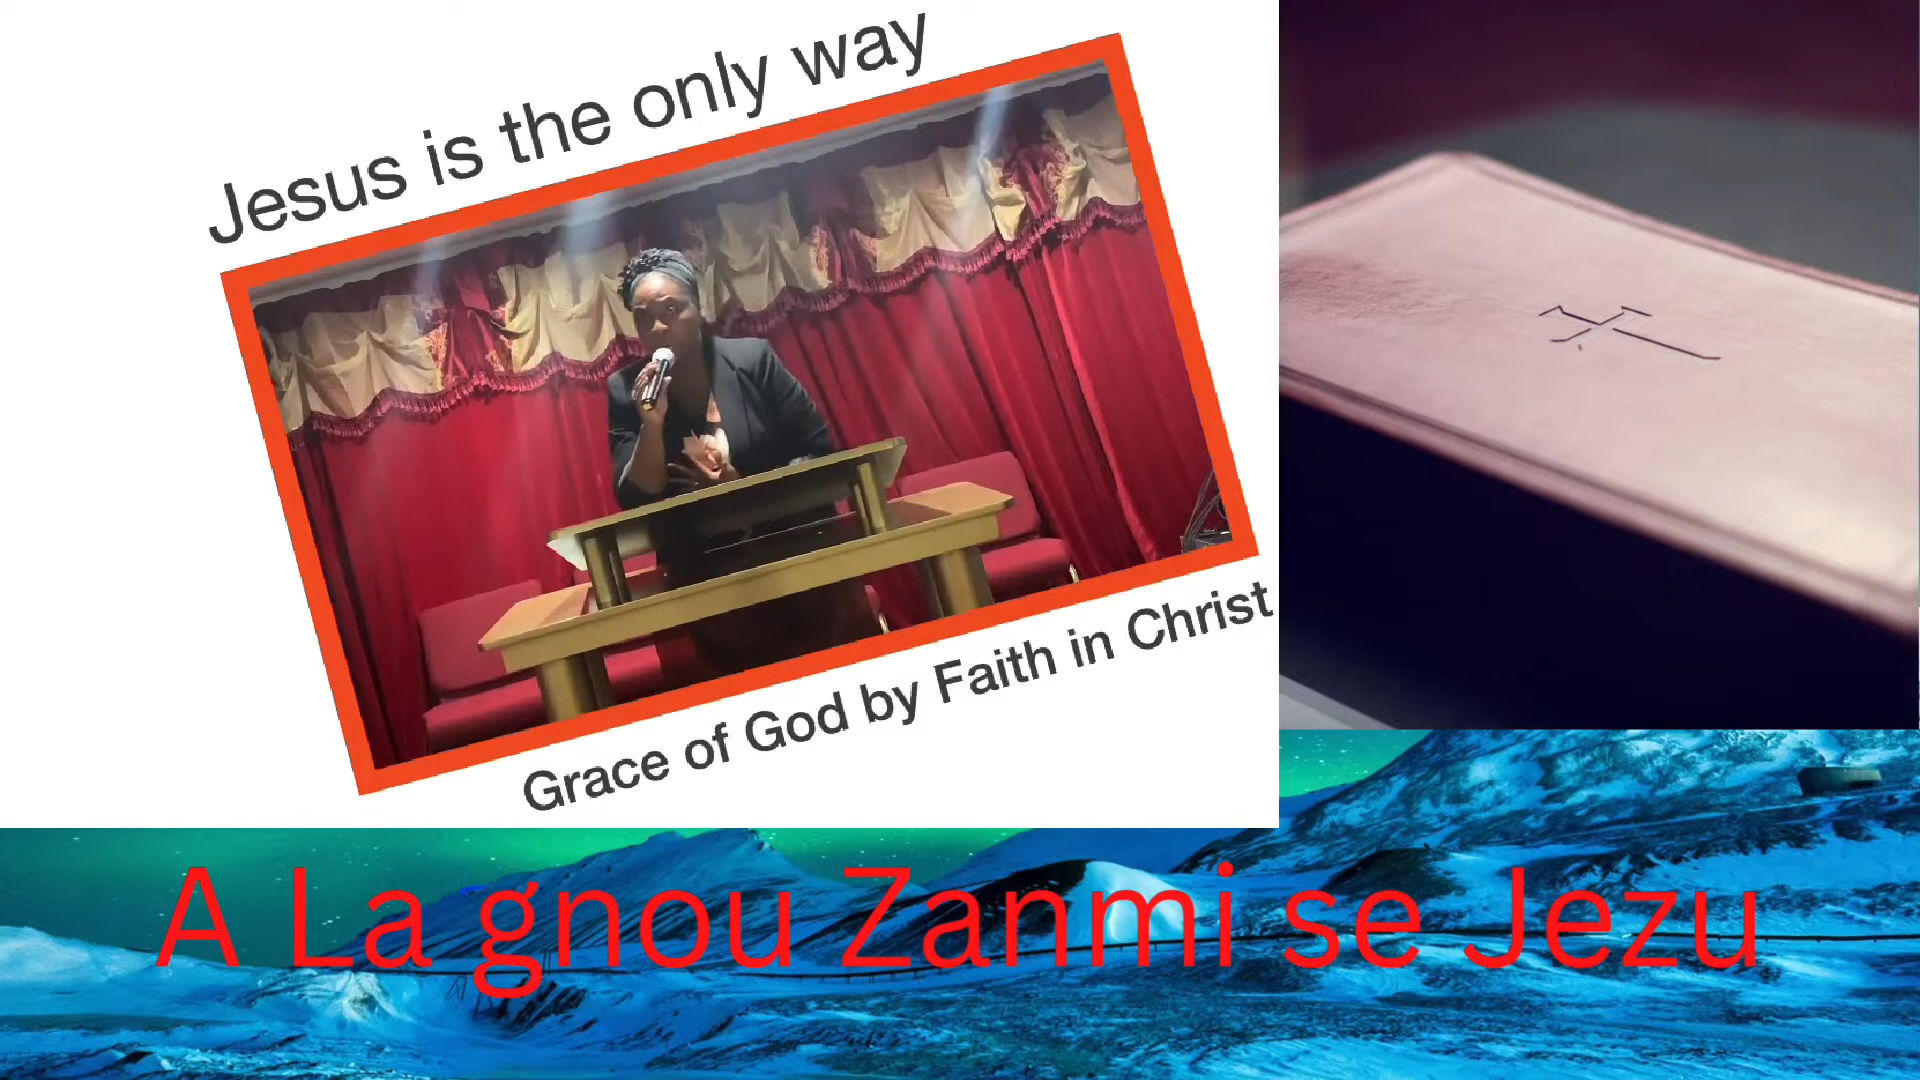 Jesus is the only way
Grace of God by Faith in Christ
A La gnou Zanmi se Jezu